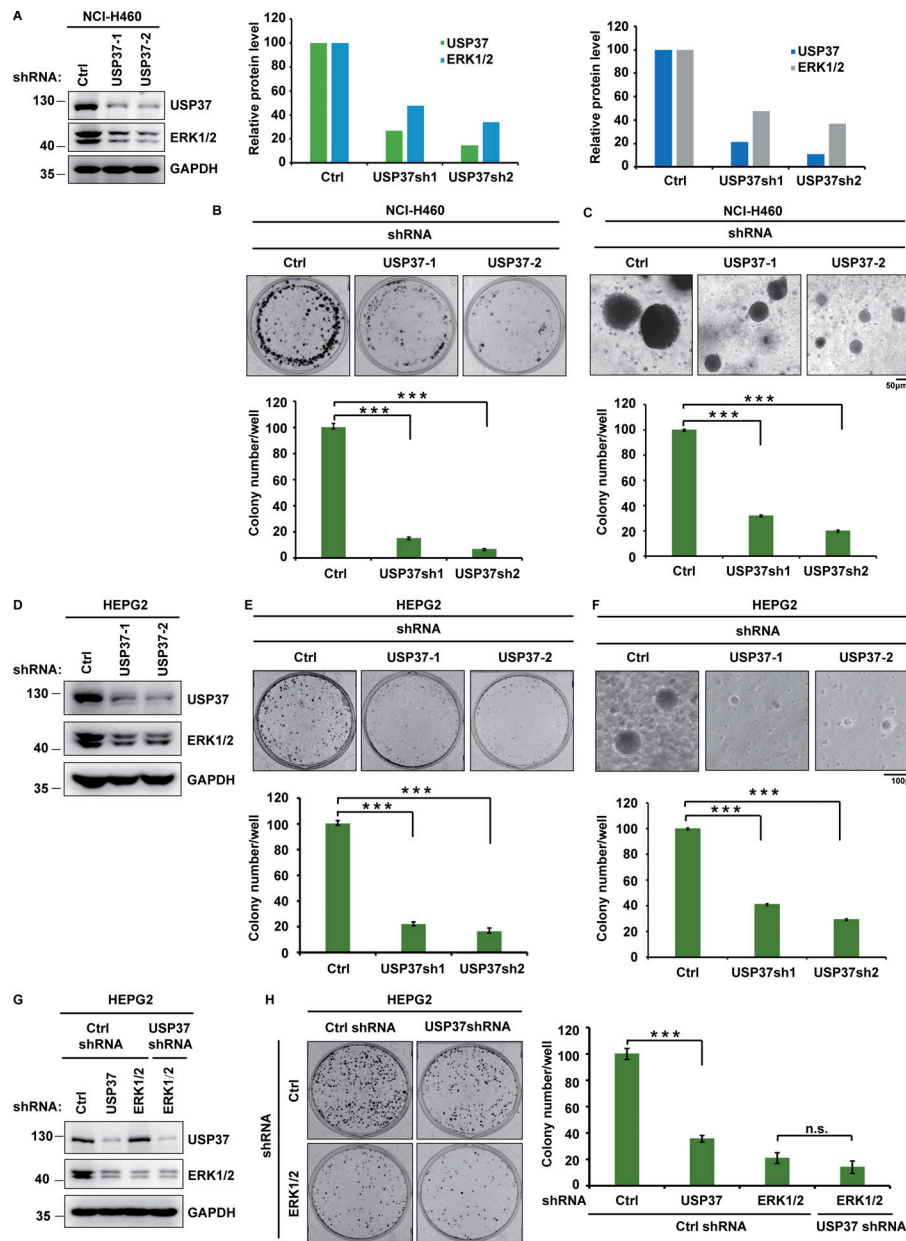 A
NCI-H460
shRNA:
Ctrl
USP37-1
USP37-2
130
USP37
ERK1/2
40
GAPDH
35
Relative protein level
120
100
80
60
40
20
0
USP37
ERK1/2
Ctrl USP37sh1 USP37sh2
Relative protein level
120
100
80
60
40
20
0
USP37
ERK1/2
Ctrl USP37sh1 USP37sh2
B
NCI-H460
shRNA
Ctrl USP37-1 USP37-2
Colony number/well
120
100
80
60
40
20
0
***
***
Ctrl USP37sh1 USP37sh2
C
NCI-H460
shRNA
Ctrl USP37-1 USP37-2
50μm
Colony number/well
120
100
80
60
40
20
0
***
***
Ctrl USP37sh1 USP37sh2
D
HEPG2
shRNA:
Ctrl
USP37-1
USP37-2
130
USP37
ERK1/2
40
GAPDH
35
E
HEPG2
shRNA
Ctrl USP37-1 USP37-2
Colony number/well
120
100
80
60
40
20
0
***
***
Ctrl USP37sh1 USP37sh2
F
HEPG2
shRNA
Ctrl USP37-1 USP37-2
Colony number/well
120
100
80
60
40
20
0
***
***
Ctrl USP37sh1 USP37sh2
G
HEPG2
Ctrl USP37
shRNA shRNA
shRNA:
Ctrl
USP37
ERK1/2
ERK1/2
130
USP37
40
ERK1/2
35
GAPDH
H
HEPG2
Ctrl shRNA USP37shRNA
shRNA
Ctrl
ERK1/2
Colony number/well
120
100
80
60
40
20
0
***
n.s.
shRNA Ctrl USP37 ERK1/2 ERK1/2
Ctrl shRNA USP37 shRNA